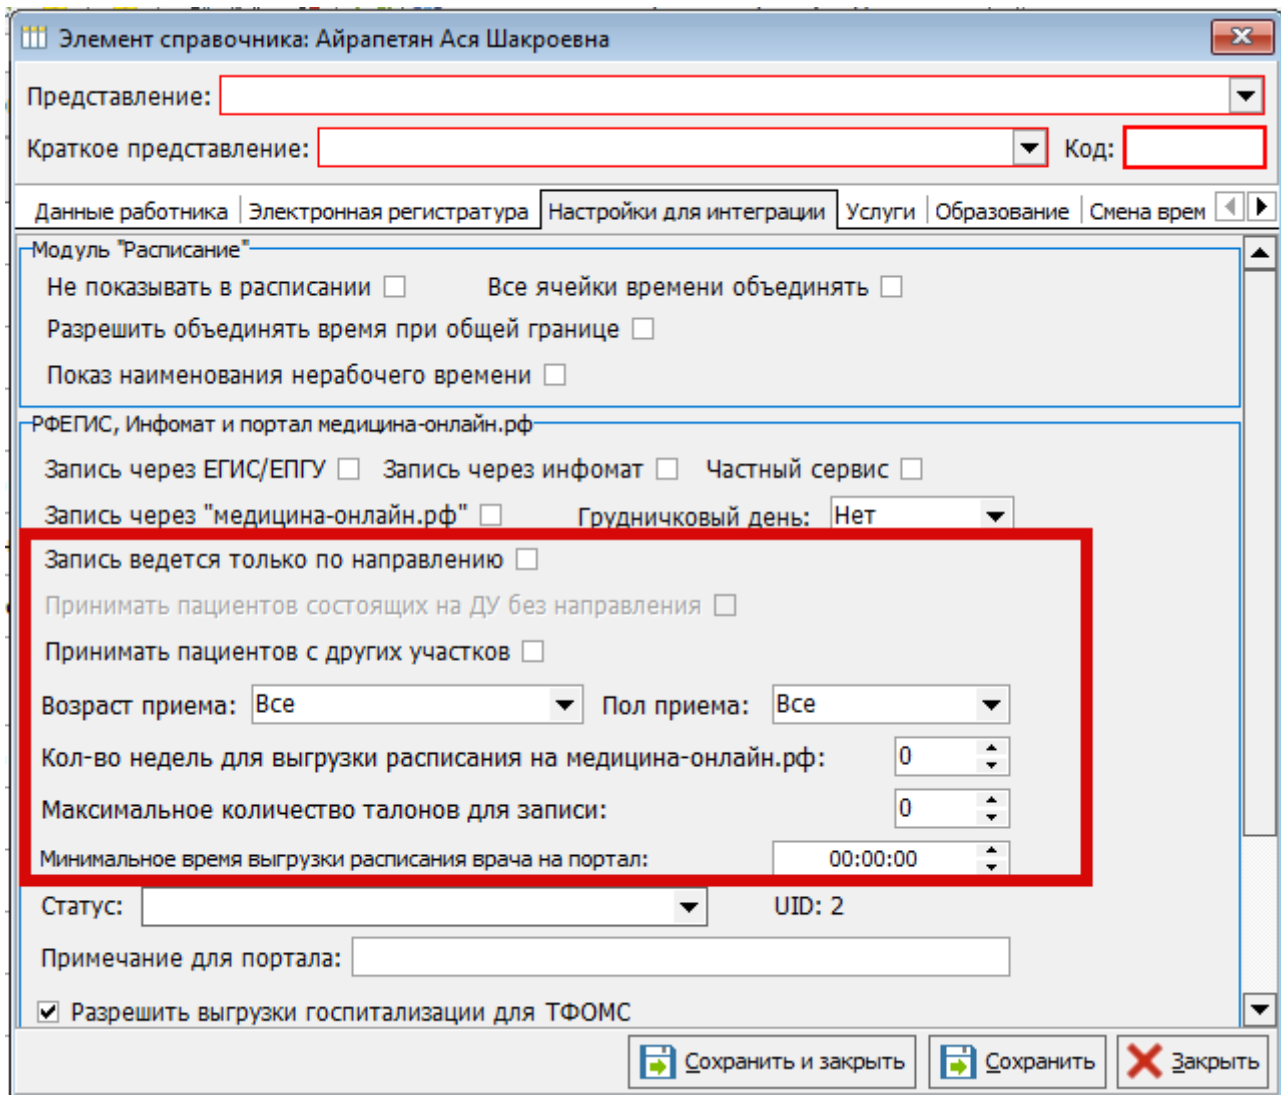 Элемент справочника: Айрапетян Ася Шакроевна
Представление:
Краткое представление: Код:
Данные работника Электронная регистратура Настройки для интеграции Услуги Образование Смена врем
Модуль "Расписание"
Не показывать в расписании Все ячейки времени объединять
Разрешить объединять время при общей границе
Показ наименования нерабочего времени
РФЕГИС, Инфомат и портал медицина-онлайн.рф
Запись через ЕГИС/ЕПГУ Запись через инфомат Частный сервис
Запись через "медицина-онлайн.рф" Грудничковый день: Нет
Запись ведется только по направлению
Принимать пациентов состоящих на ДУ без направления
Принимать пациентов с других участков
Возраст приема: Все Пол приема: Все
Кол-во недель для выгрузки расписания на медицина-онлайн.рф: 0
Максимальное количество талонов для записи: 0
Минимальное время выгрузки расписания врача на портал: 00:00:00
Статус: UID: 2
Примечание для портала:
Разрешить выгрузки госпитализации для ТФОМС
Сохранить и закрыть Сохранить Закрыть